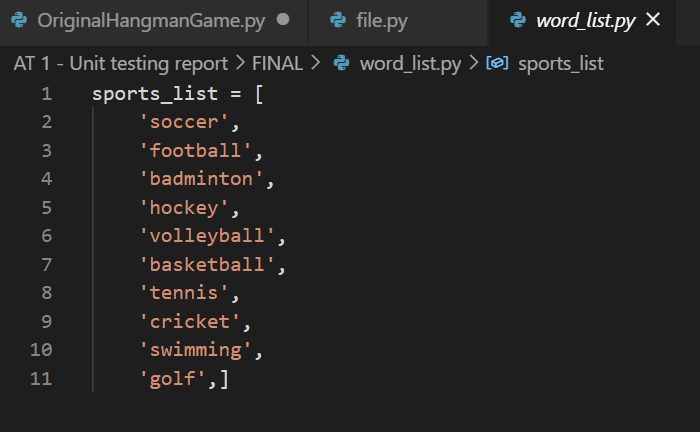 OriginalHangmanGame.py ● file.py word_list.py ×
AT 1 - Unit testing report > FINAL > word_list.py > sports_list
1 sports_list = [
2 'soccer',
3 'football',
4 'badminton',
5 'hockey',
6 'volleyball',
7 'basketball',
8 'tennis',
9 'cricket',
10 'swimming',
11 'golf',]